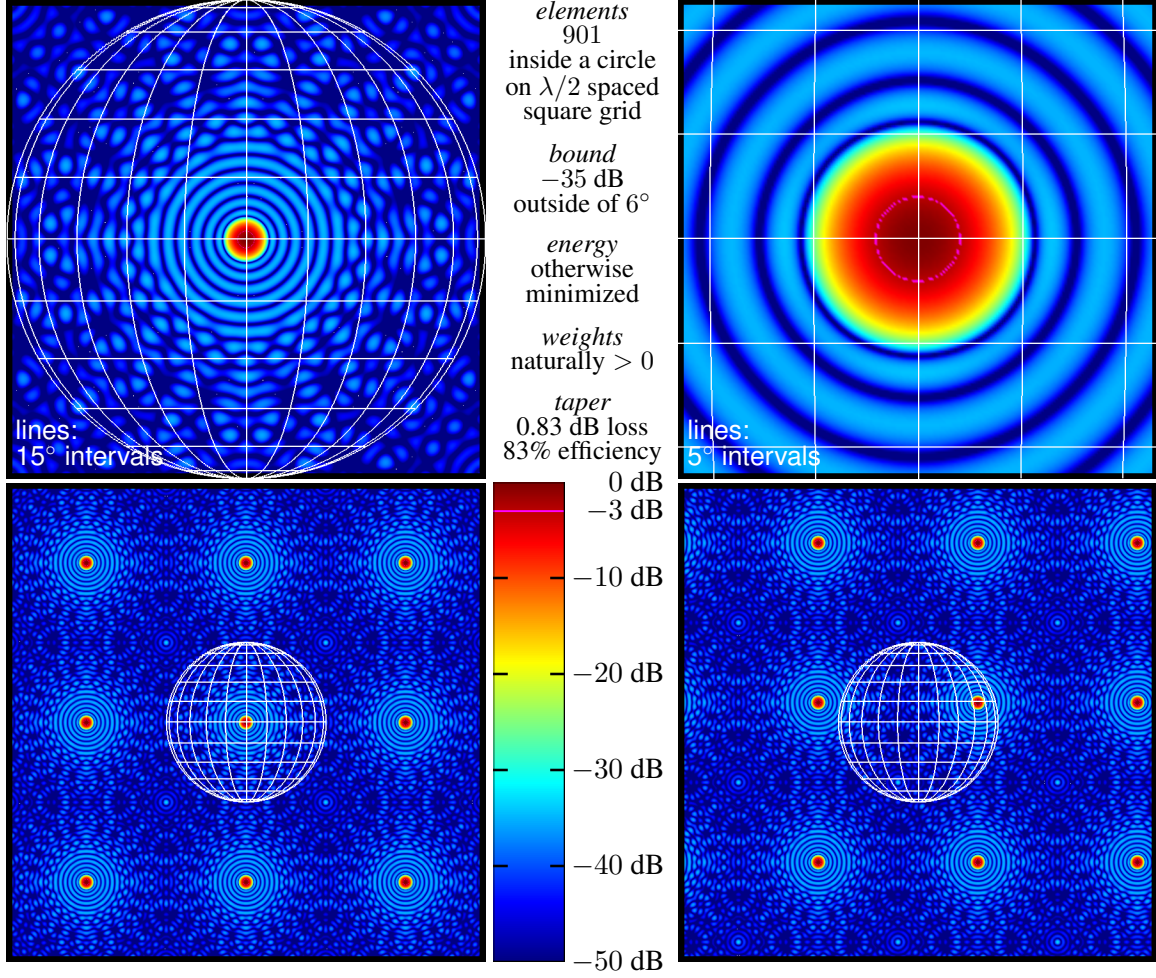 elements
901
inside a circle
on λ/2 spaced
square grid
bound
−35 dB
outside of 6°
energy
otherwise
minimized
weights
naturally > 0
taper
0.83 dB loss
83% efficiency
lines:
15° intervals
lines:
5° intervals
0 dB
−3 dB
−10 dB
−20 dB
−30 dB
−40 dB
−50 dB